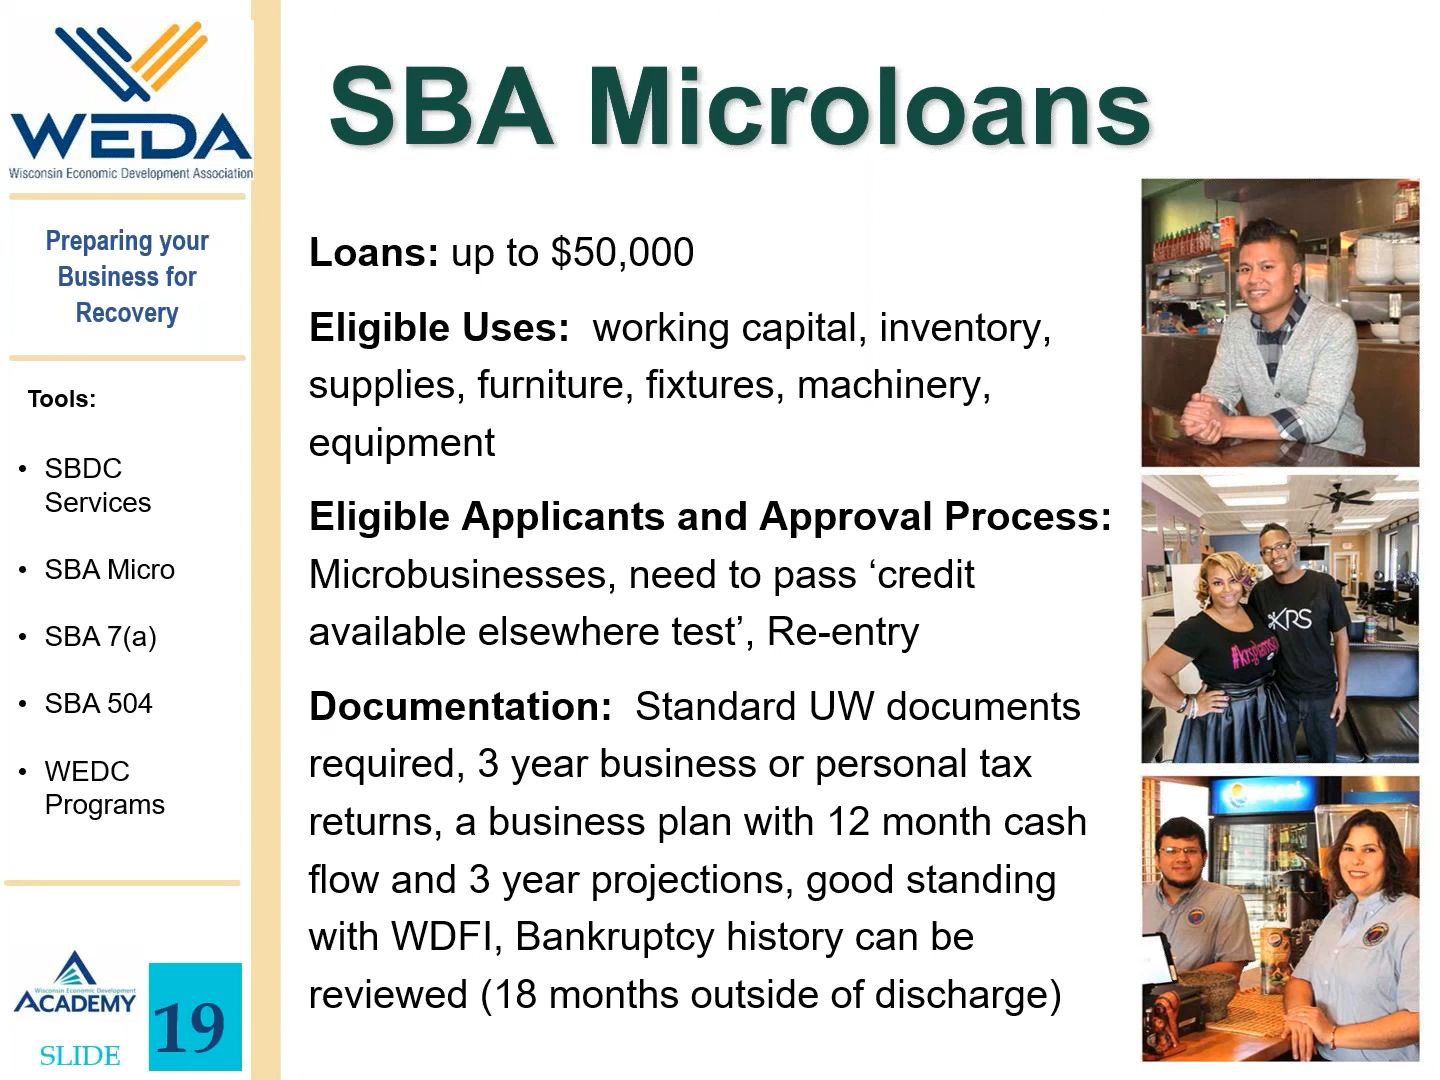 WEDA
Wisconsin Economic Development Association
Preparing your
Business for
Recovery
Tools:
• SBDC
Services
• SBA Micro
• SBA 7(a)
• SBA 504
• WEDC
Programs
Wisconsin Economic Development
ACADEMY
SLIDE
19
SBA Microloans
Loans: up to $50,000
Eligible Uses:  working capital, inventory,
supplies, furniture, fixtures, machinery,
equipment
Eligible Applicants and Approval Process:
Microbusinesses, need to pass ‘credit
available elsewhere test’, Re-entry
Documentation:  Standard UW documents
required, 3 year business or personal tax
returns, a business plan with 12 month cash
flow and 3 year projections, good standing
with WDFI, Bankruptcy history can be
reviewed (18 months outside of discharge)
KRS
pepsi